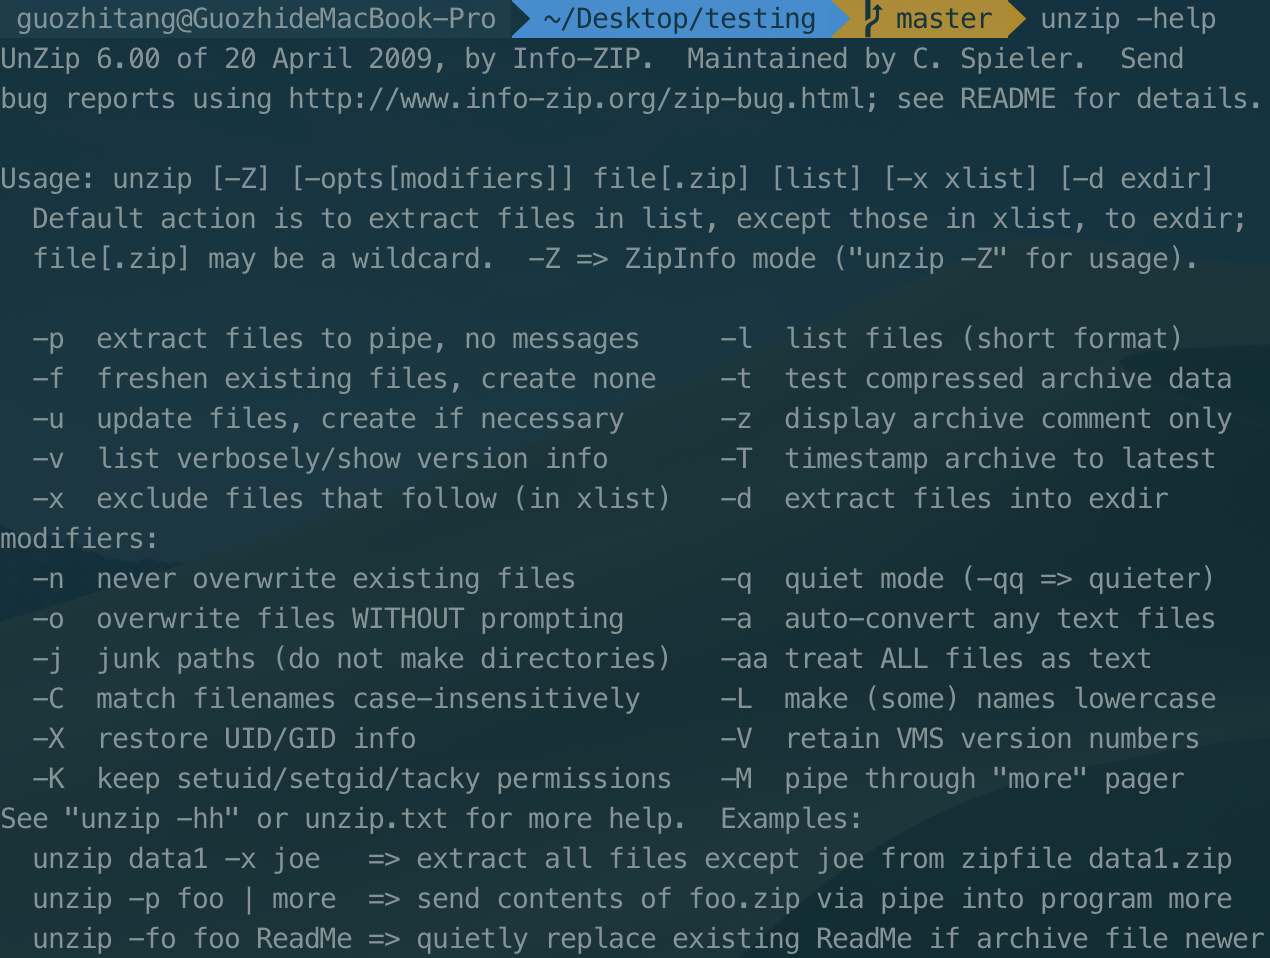 guozhitang@GuozhideMacBook-Pro ~/Desktop/testing master unzip -help
UnZip 6.00 of 20 April 2009, by Info-ZIP.  Maintained by C. Spieler.  Send
bug reports using http://www.info-zip.org/zip-bug.html; see README for details.

Usage: unzip [-Z] [-opts[modifiers]] file[.zip] [list] [-x xlist] [-d exdir]
  Default action is to extract files in list, except those in xlist, to exdir;
  file[.zip] may be a wildcard.  -Z => ZipInfo mode ("unzip -Z" for usage).

  -p  extract files to pipe, no messages     -l  list files (short format)
  -f  freshen existing files, create none    -t  test compressed archive data
  -u  update files, create if necessary      -z  display archive comment only
  -v  list verbosely/show version info       -T  timestamp archive to latest
  -x  exclude files that follow (in xlist)   -d  extract files into exdir
modifiers:
  -n  never overwrite existing files         -q  quiet mode (-qq => quieter)
  -o  overwrite files WITHOUT prompting      -a  auto-convert any text files
  -j  junk paths (do not make directories)   -aa treat ALL files as text
  -C  match filenames case-insensitively     -L  make (some) names lowercase
  -X  restore UID/GID info                   -V  retain VMS version numbers
  -K  keep setuid/setgid/tacky permissions   -M  pipe through "more" pager
See "unzip -hh" or unzip.txt for more help.  Examples:
  unzip data1 -x joe   => extract all files except joe from zipfile data1.zip
  unzip -p foo | more  => send contents of foo.zip via pipe into program more
  unzip -fo foo ReadMe => quietly replace existing ReadMe if archive file newer